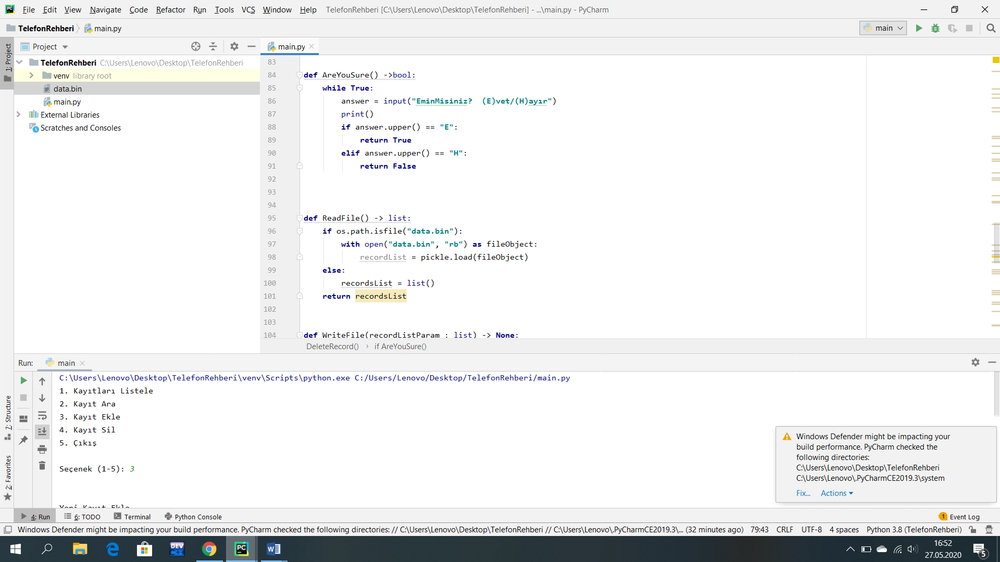 File Edit View Navigate Code Refactor Run Tools VCS Window Help TelefonRehberi [C:\Users\Lenovo\Desktop\TelefonRehberi] - ...\main.py - PyCharm
TelefonRehberi main.py
main
1: Project
Project
main.py
TelefonRehberi C:\Users\Lenovo\Desktop\TelefonRehberi
venv library root
data.bin
main.py
External Libraries
Scratches and Consoles
83
84 def AreYouSure() ->bool:
85 while True:
86 answer = input("EminMisiniz?  (E)vet/(H)ayır")
87 print()
88 if answer.upper() == "E":
89 return True
90 elif answer.upper() == "H":
91 return False
92
93
94
95 def ReadFile() -> list:
96 if os.path.isfile("data.bin"):
97 with open("data.bin", "rb") as fileObject:
98 recordList = pickle.load(fileObject)
99 else:
100 recordsList = list()
101 return recordsList
102
103
104 def WriteFile(recordListParam : list) -> None:
DeleteRecord() › if AreYouSure()
Run: main
C:\Users\Lenovo\Desktop\TelefonRehberi\venv\Scripts\python.exe C:/Users/Lenovo/Desktop/TelefonRehberi/main.py
1. Kayıtları Listele
2. Kayıt Ara
3. Kayıt Ekle
4. Kayıt Sil
5. Çıkış
Seçenek (1-5): 3
Yeni Kayıt Ekle
7: Structure
2: Favorites
Windows Defender might be impacting your
build performance. PyCharm checked the
following directories:
C:\Users\Lenovo\Desktop\TelefonRehberi
C:\Users\Lenovo\.PyCharmCE2019.3\system
Fix... Actions
4: Run 6: TODO Terminal Python Console 1 Event Log
Windows Defender might be impacting your build performance. PyCharm checked the following directories: // C:\Users\Lenovo\Desktop\TelefonRehberi // C:\Users\Lenovo\.PyCharmCE2019.3\... (32 minutes ago) 79:43 CRLF UTF-8 4 spaces Python 3.8 (TelefonRehberi)
DEV C++
PC
W
16:52
27.05.2020
5